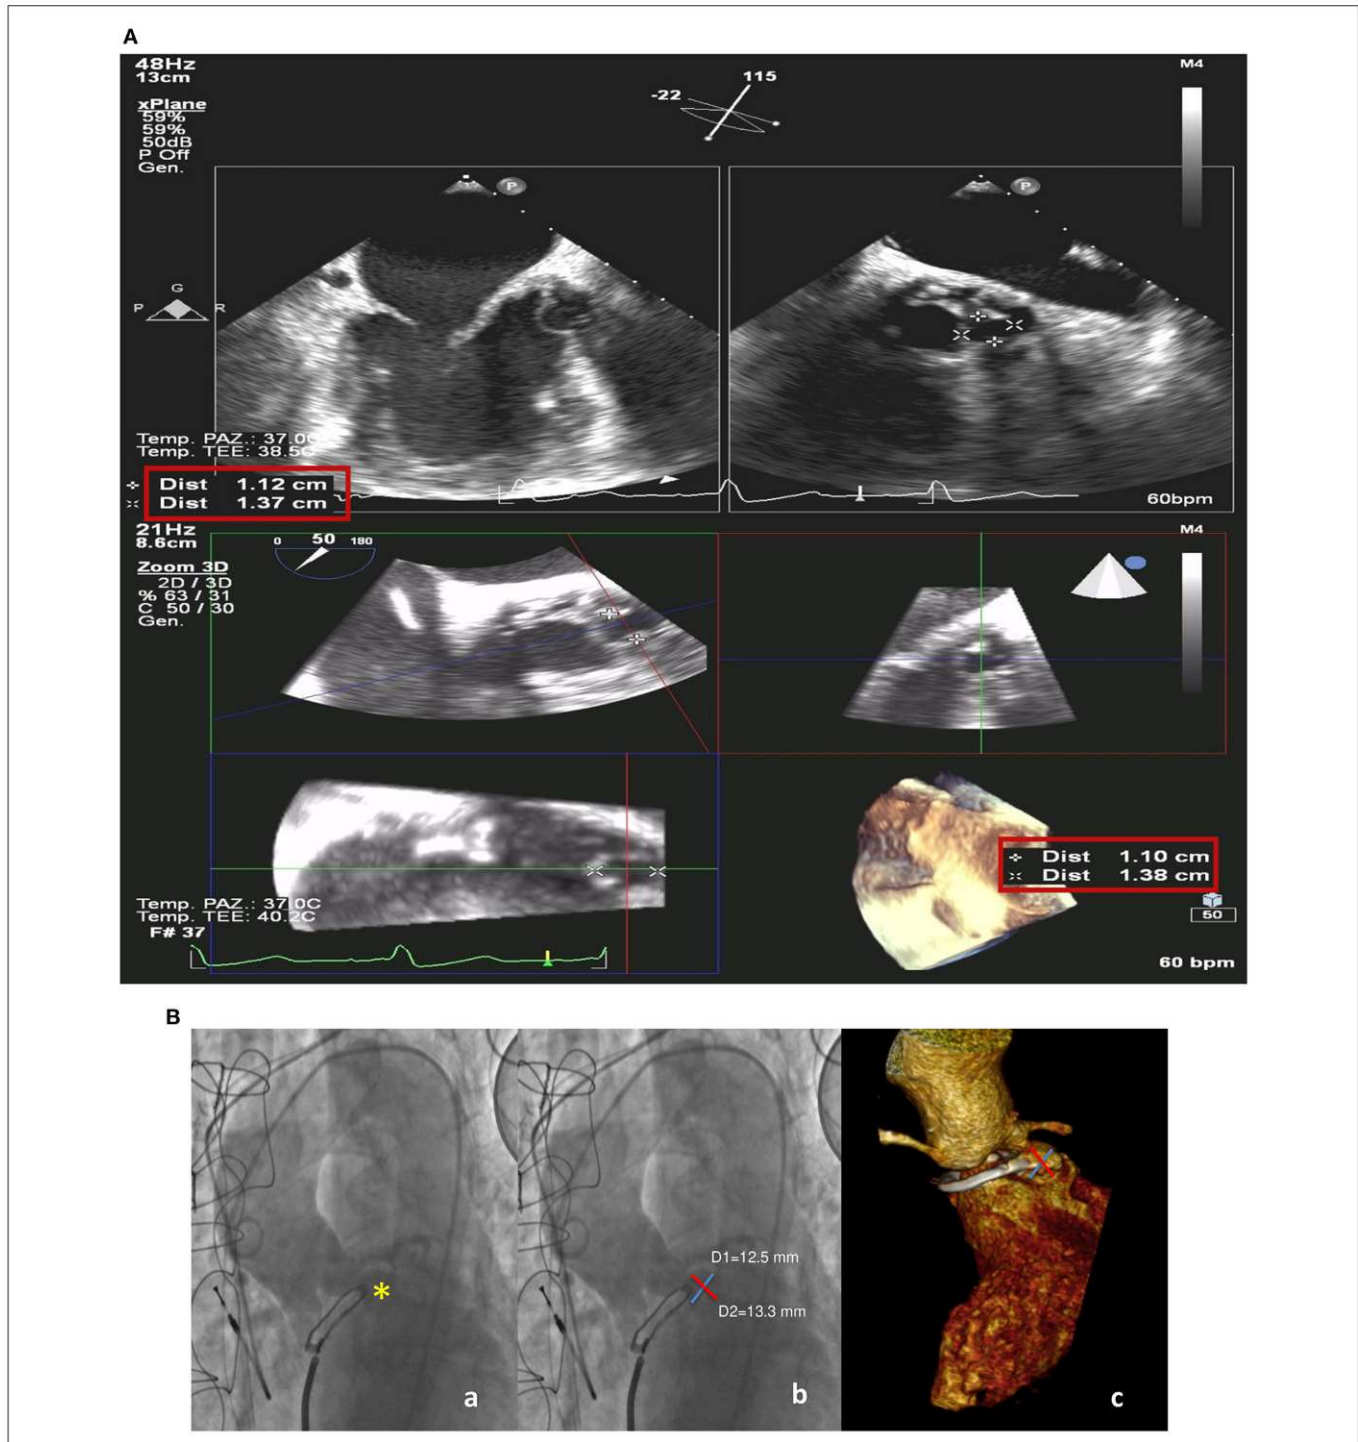 A
48Hz
13cm
xPlane
59%
59%
50dB
P Off
Gen.
115
-22
M4
P
P
G
P R
Temp. PAZ.: 37.0C
Temp. TEE: 38.5C
Dist 1.12 cm
Dist 1.37 cm
60bpm
21Hz
8.6cm
Zoom 3D
2D / 3D
% 63 / 31
C 50 / 30
Gen.
0 50 180
M4
Temp. PAZ.: 37.0C
Temp. TEE: 40.2C
F# 37
Dist 1.10 cm
Dist 1.38 cm
50
60 bpm
B
*
a
D1=12.5 mm
D2=13.3 mm
b
c